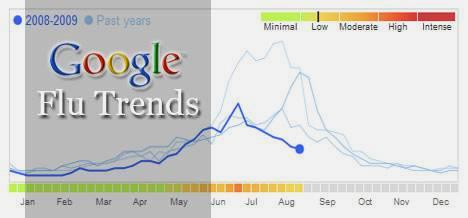 2008-2009 Past years
Minimal Low Moderate High Intense
Google
Flu Trends
Jan Feb Mar Apr May Jun Jul Aug Sep Oct Nov Dec